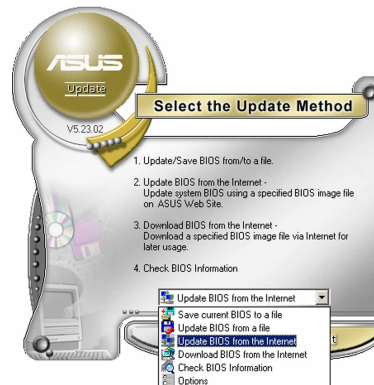 ASUS
Update
V5.23.02
Select the Update Method
1. Update/Save BIOS from/to a file.
2. Update BIOS from the Internet -
Update system BIOS using a specified BIOS image file
on ASUS Web Site.
3. Download BIOS from the Internet -
Download a specified BIOS image file via Internet for
later usage.
4. Check BIOS Information
Update BIOS from the Internet
Save current BIOS to a file
Update BIOS from a file
Update BIOS from the Internet
Download BIOS from the Internet
Check BIOS Information
Options